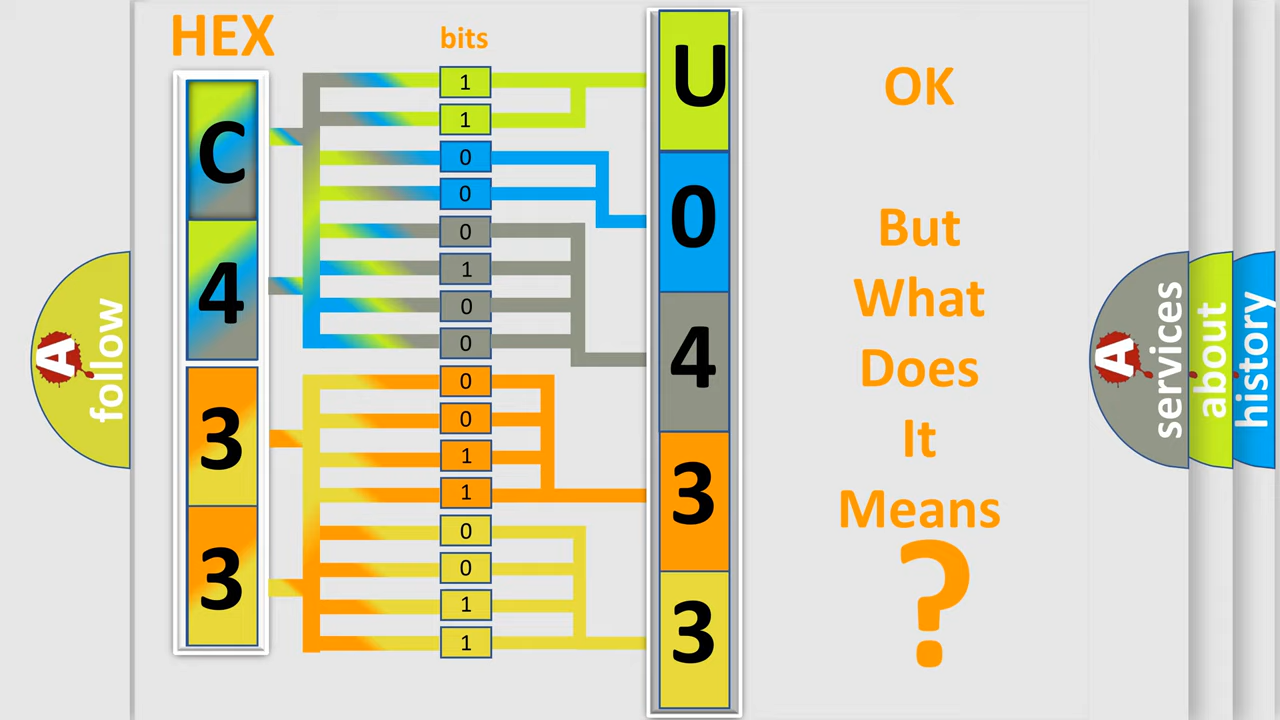 HEX
bits
C
4
3
3
1
1
0
0
0
1
0
0
0
0
1
1
0
0
1
1
U
0
4
3
3
OK
But
What
Does
It
Means
?
A
follow
A
services
about
history